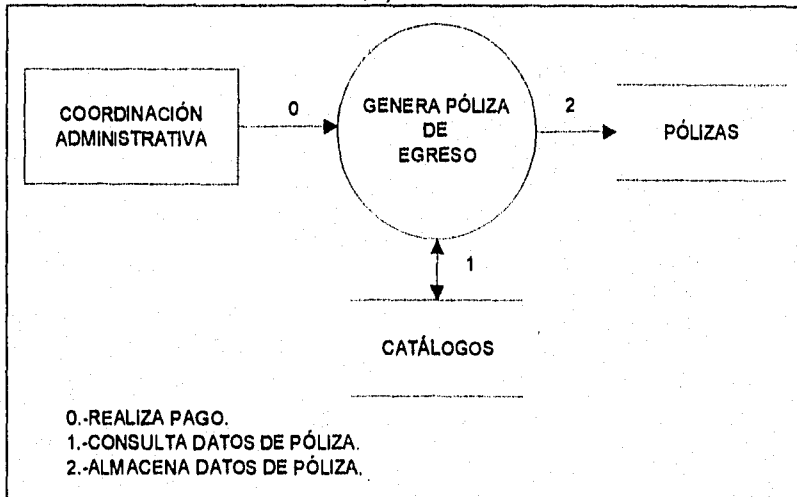 COORDINACIÓN
ADMINISTRATIVA
0
GENERA PÓLIZA
DE
EGRESO
2
PÓLIZAS
1
CATÁLOGOS
0.-REALIZA PAGO.
1.-CONSULTA DATOS DE PÓLIZA.
2.-ALMACENA DATOS DE PÓLIZA.